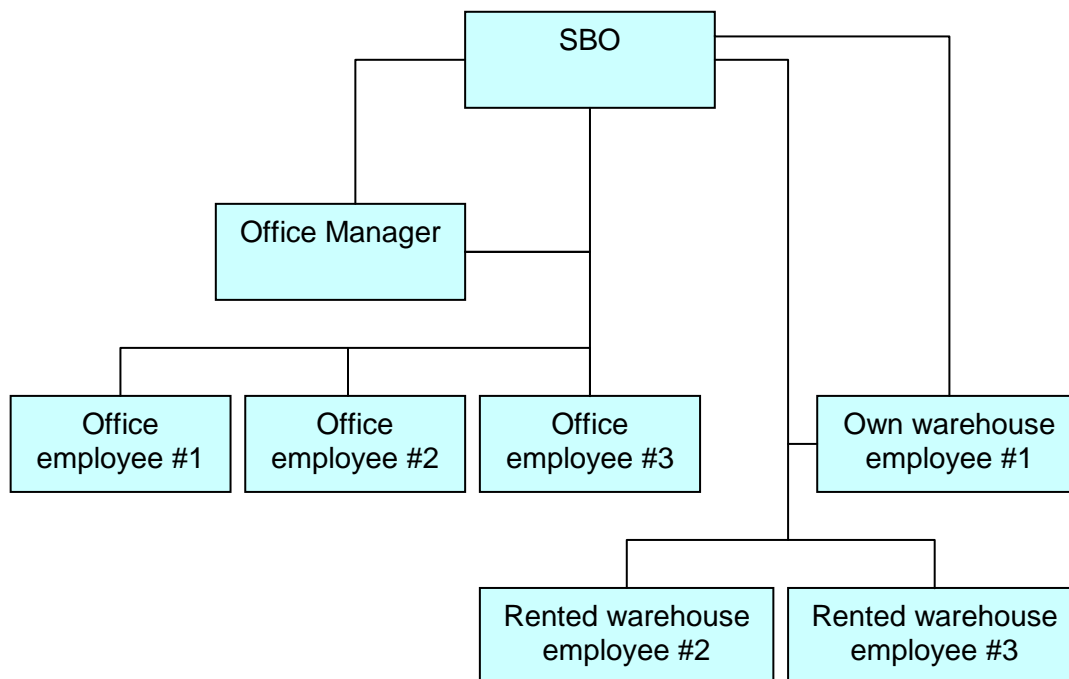 SBO
Office Manager
Office
employee #1
Office
employee #2
Office
employee #3
Own warehouse
employee #1
Rented warehouse
employee #2
Rented warehouse
employee #3